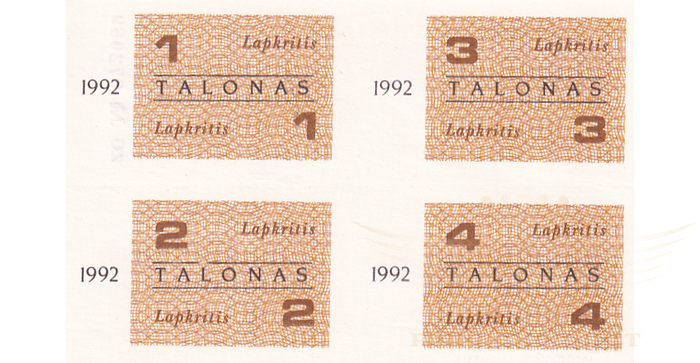 1 Lapkritis
1992 TALONAS
Lapkritis 1
3 Lapkritis
1992 TALONAS
Lapkritis 3
2 Lapkritis
1992 TALONAS
Lapkritis 2
4 Lapkritis
1992 TALONAS
Lapkritis 4